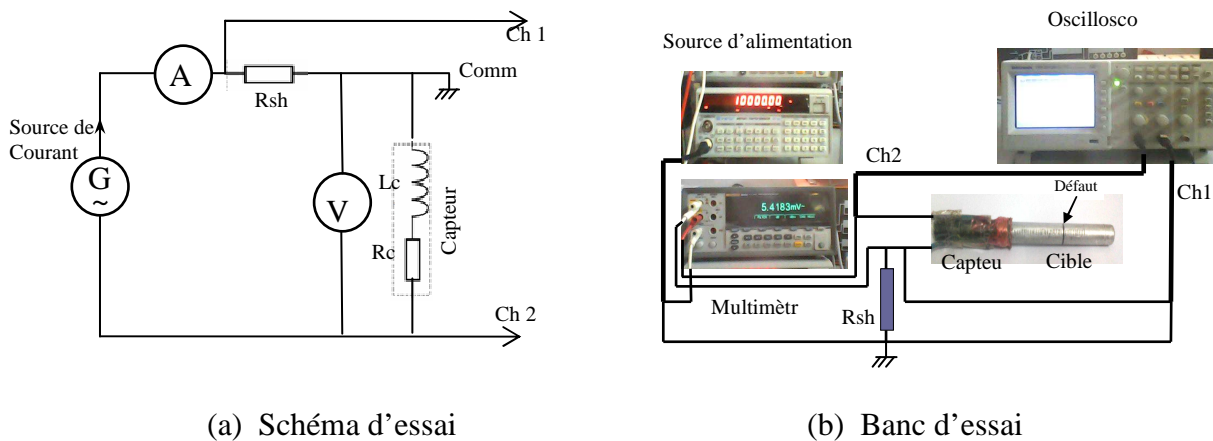 Ch 1
A
Comm
Rsh
Source de
Courant
G
~
V
Lc
Rc
Capteur
Ch 2
(a) Schéma d'essai
Source d'alimentation
Oscillosco
1000000
Ch2
Ch1
5.4183mV~
Défaut
Capteu
Cible
Multimètr
Rsh
(b) Banc d'essai